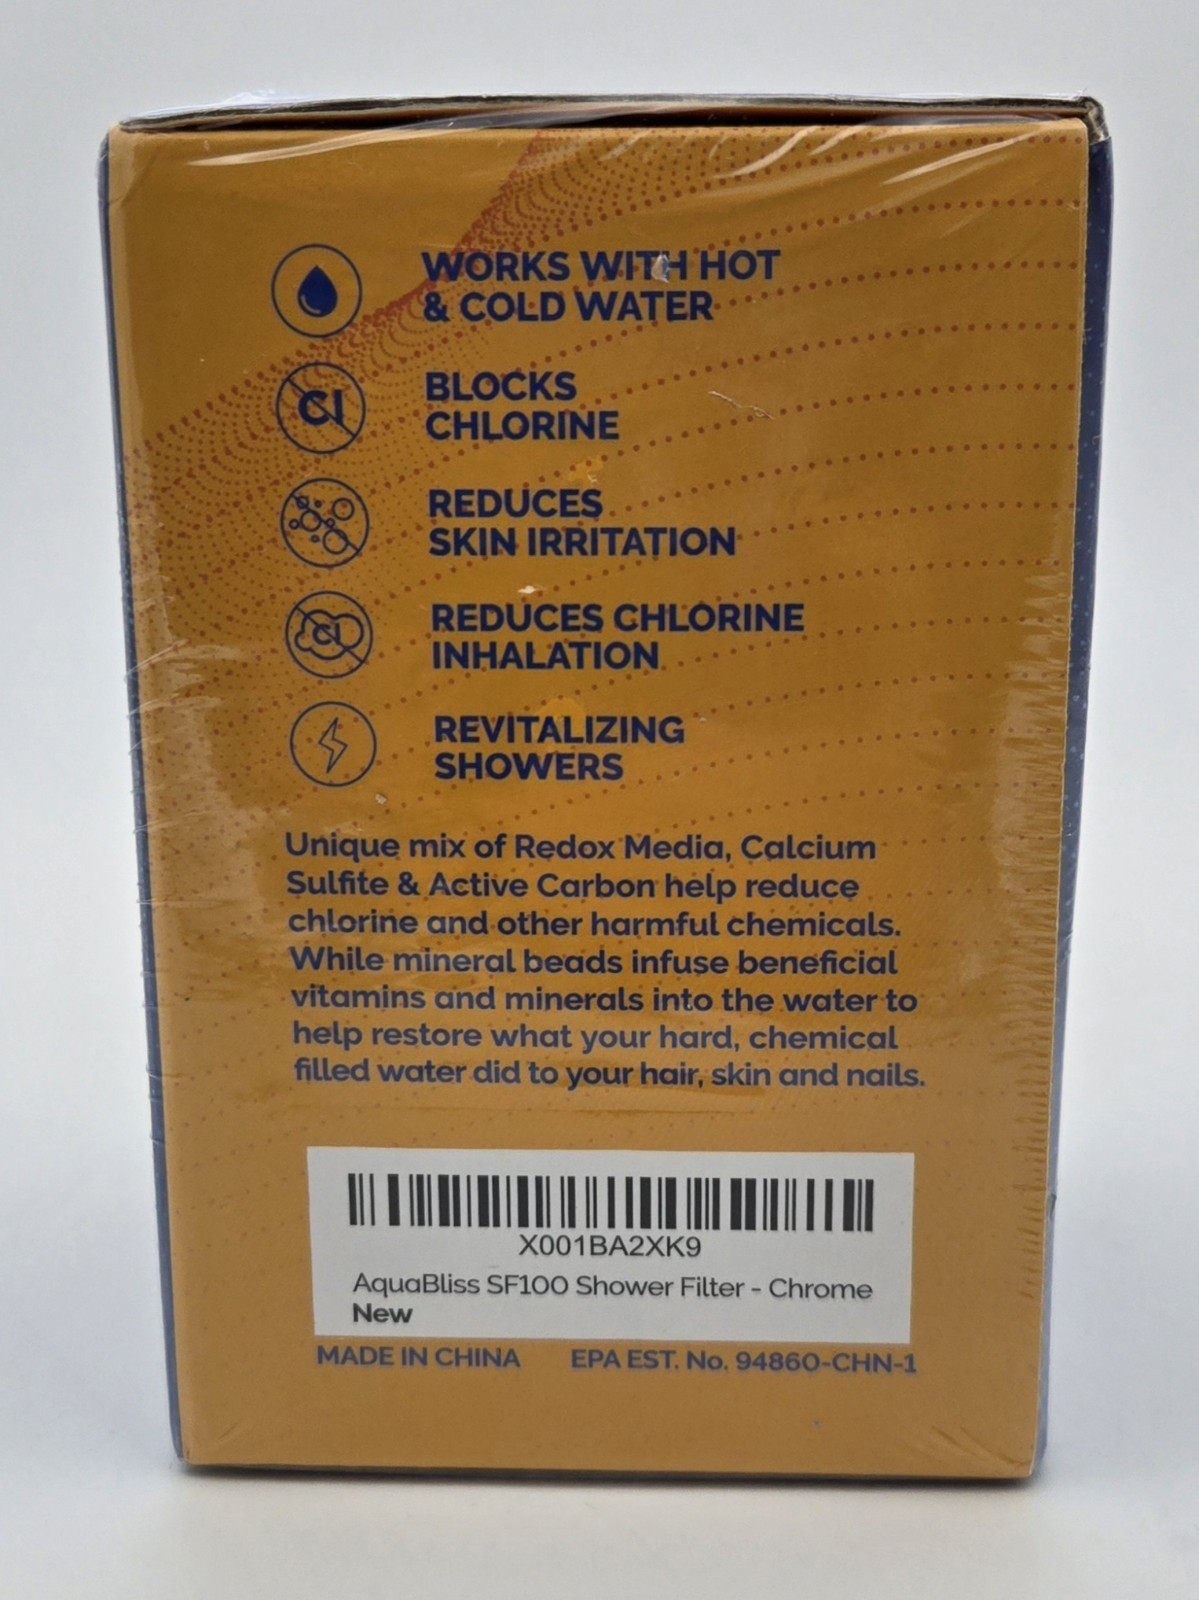 WORKS WITH HOT
& COLD WATER
Cl
BLOCKS
CHLORINE
REDUCES
SKIN IRRITATION
Cl
REDUCES CHLORINE
INHALATION
REVITALIZING
SHOWERS
Unique mix of Redox Media, Calcium
Sulfite & Active Carbon help reduce
chlorine and other harmful chemicals.
While mineral beads infuse beneficial
vitamins and minerals into the water to
help restore what your hard, chemical
filled water did to your hair, skin and nails.
X001BA2XK9
AquaBliss SF100 Shower Filter - Chrome
New
MADE IN CHINA EPA EST. No. 94860-CHN-1